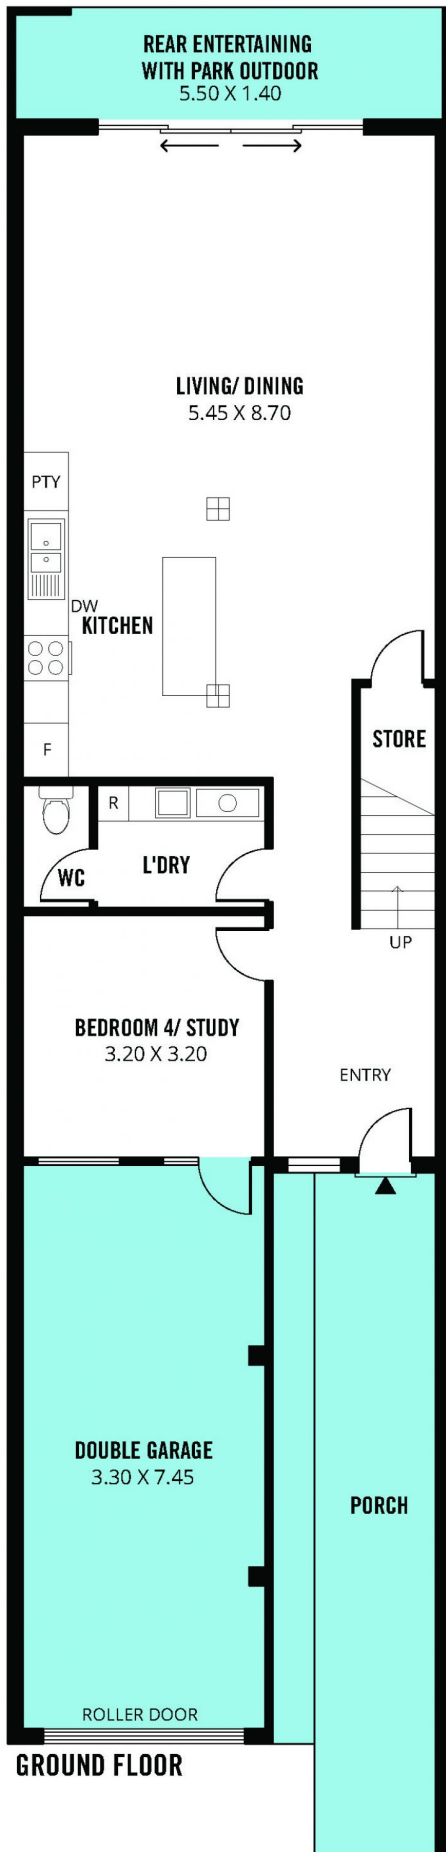 REAR ENTERTAINING
WITH PARK OUTDOOR
5.50 X 1.40
LIVING/ DINING
5.45 X 8.70
PTY
DW
KITCHEN
F
STORE
R
WC
L'DRY
UP
BEDROOM 4/ STUDY
3.20 X 3.20
ENTRY
DOUBLE GARAGE
3.30 X 7.45
PORCH
ROLLER DOOR
GROUND FLOOR